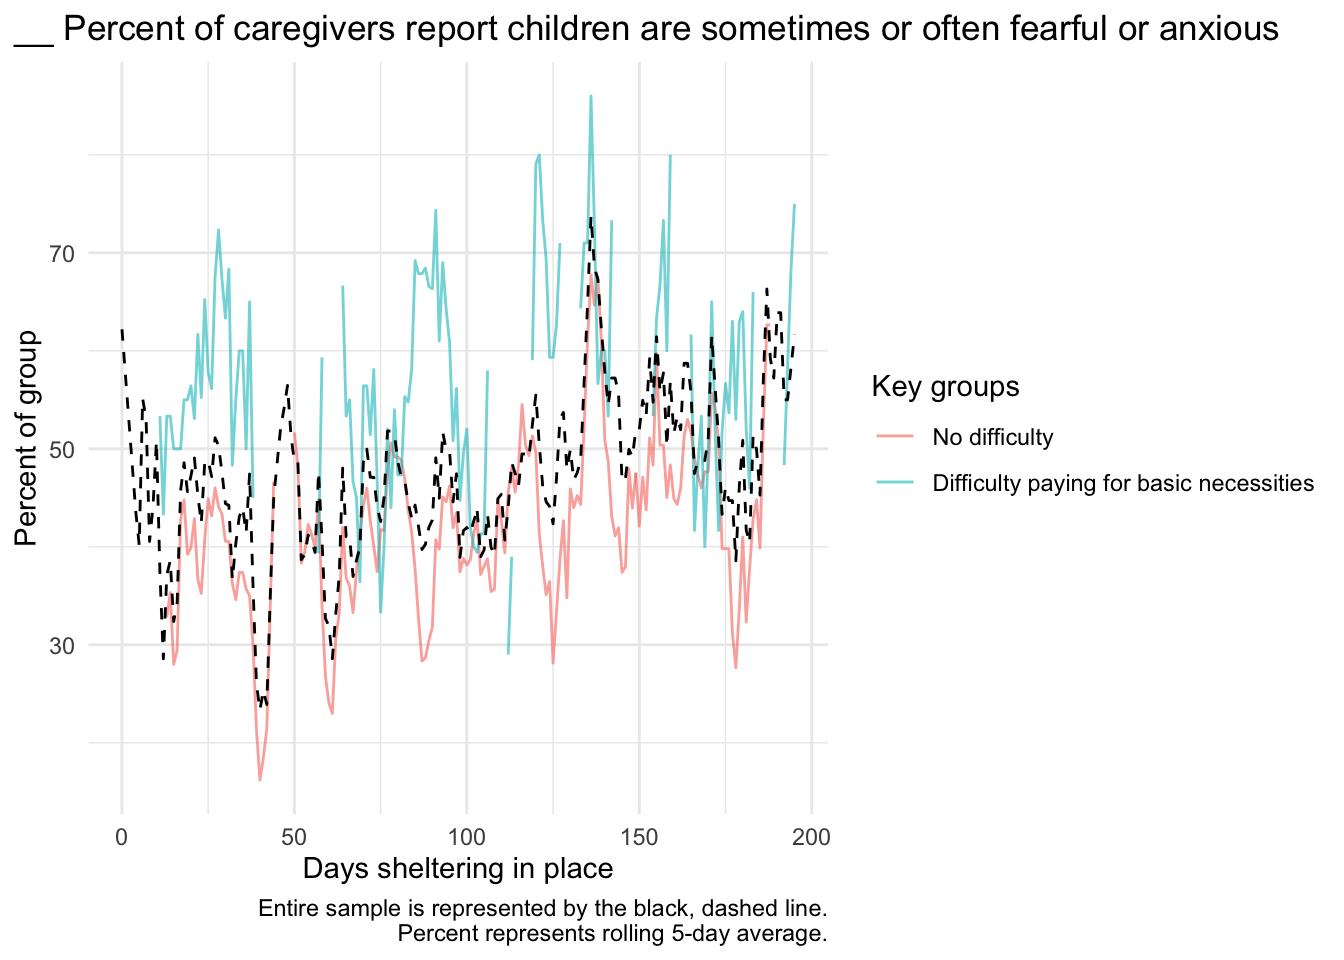 __ Percent of caregivers report children are sometimes or often fearful or anxious
Percent of group
70
50
30
0
50
100
150
200
Days sheltering in place
Key groups
No difficulty
Difficulty paying for basic necessities
Entire sample is represented by the black, dashed line.
Percent represents rolling 5-day average.